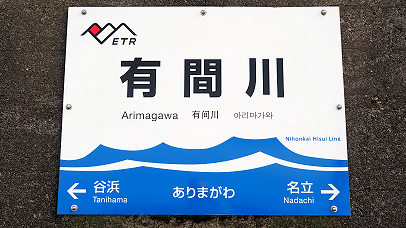 ETR
有間川
Arimagawa 有间川 아리마가와
Nihonkai Hisui Line
← 谷浜 ありまがわ 名立 →
Tanihama Nadachi